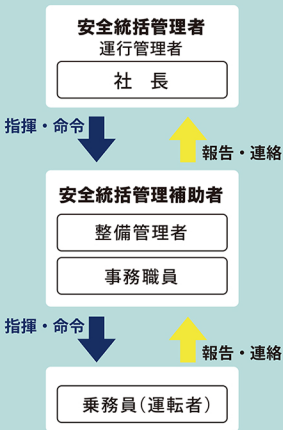 安全統括管理者
運行管理者
社　長
指揮・命令
報告・連絡
安全統括管理補助者
整備管理者
事務職員
指揮・命令
報告・連絡
乗務員（運転者）